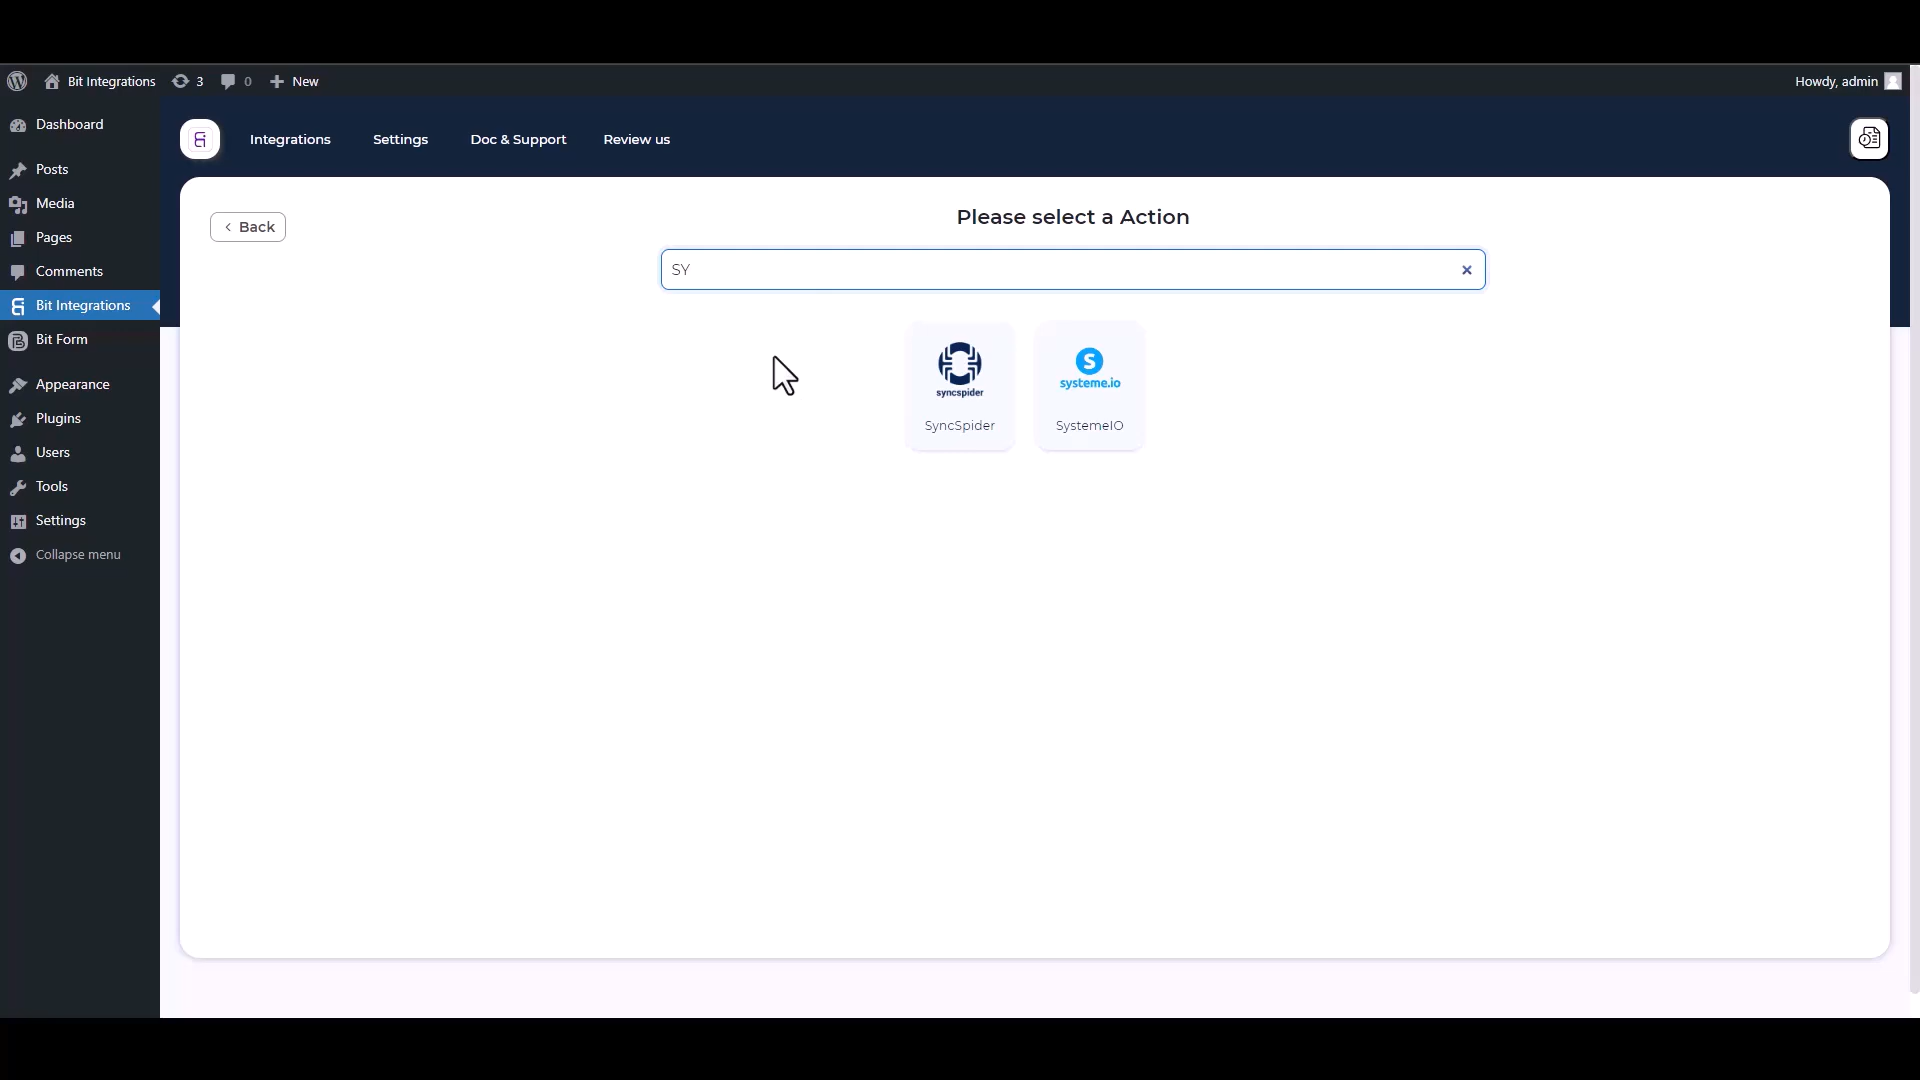 Bit Integrations 3 0 New Howdy, admin
Dashboard
Posts
Media
Pages
Comments
Bit Integrations
Bit Form
Appearance
Plugins
Users
Tools
Settings
Collapse menu
Integrations Settings Doc & Support Review us
Back
Please select a Action
SY
syncspider
SyncSpider
S
systeme.io
SystemeIO